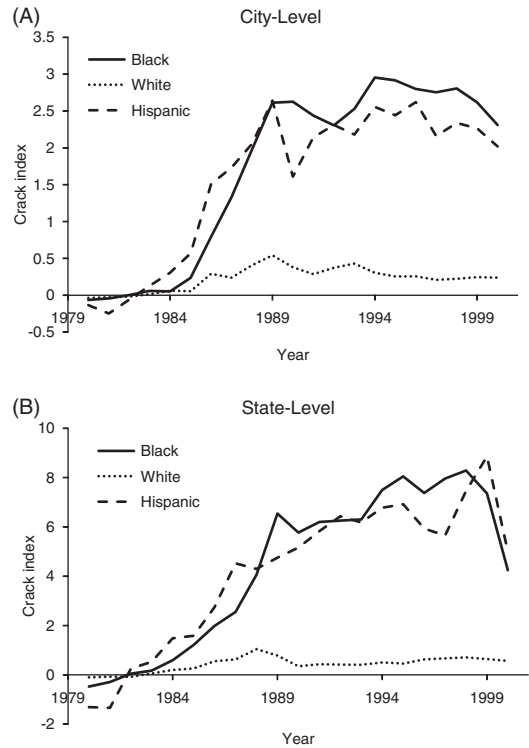 (A)
City-Level
3.5
3
2.5
2
1.5
1
0.5
0
-0.5
Crack index
Black
White
Hispanic
1979 1984 1989 1994 1999
Year
(B)
State-Level
10
8
6
4
2
0
-2
Crack index
Black
White
Hispanic
1979 1984 1989 1994 1999
Year